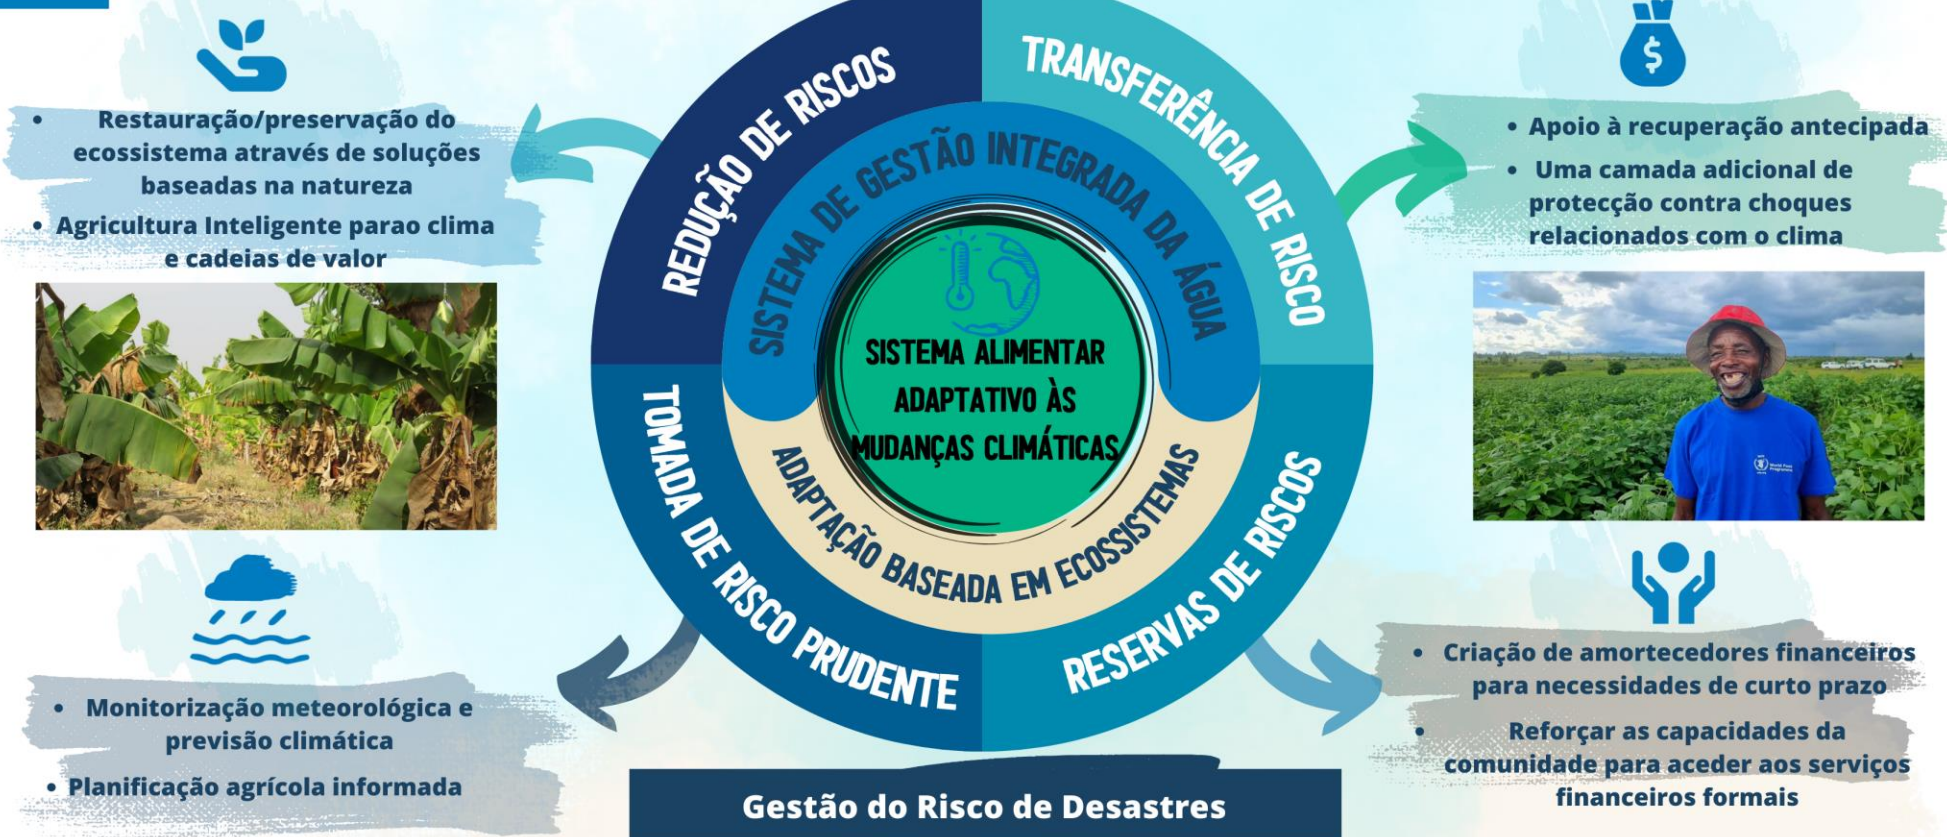 • Restauração/preservação do
ecossistema através de soluções
baseadas na natureza
• Agricultura Inteligente parao clima
e cadeias de valor
REDUÇÃO DE RISCOS
TRANSFERÊNCIA DE RISCO
$
• Apoio à recuperação antecipada
• Uma camada adicional de
protecção contra choques
relacionados com o clima
SISTEMA DE GESTÃO INTEGRADA DA ÁGUA
SISTEMA ALIMENTAR
ADAPTATIVO ÀS
MUDANÇAS CLIMÁTICAS
ADAPTAÇÃO BASEADA EM ECOSSISTEMAS
TOMADA DE RISCO PRUDENTE
RESERVAS DE RISCOS
World Food
Programme
• Monitorização meteorológica e
previsão climática
• Planificação agrícola informada
• Criação de amortecedores financeiros
para necessidades de curto prazo
• Reforçar as capacidades da
comunidade para aceder aos serviços
financeiros formais
Gestão do Risco de Desastres